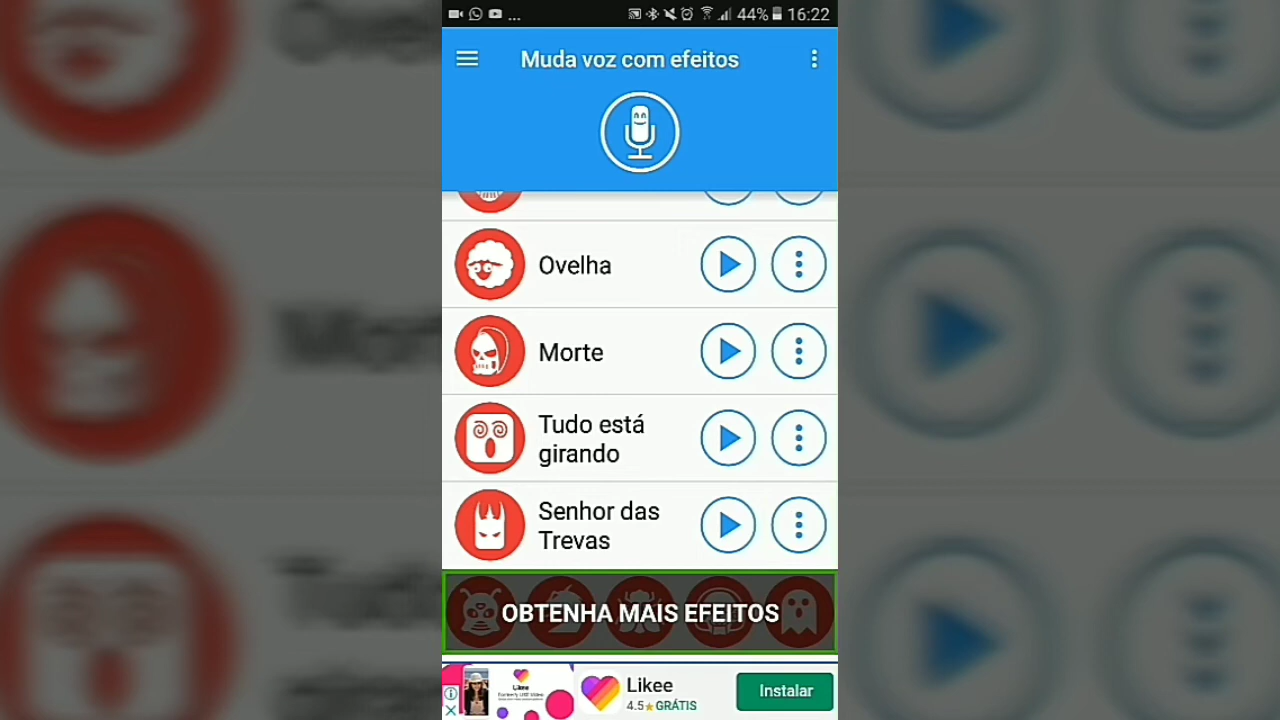 ... 44% 16:22
Muda voz com efeitos
Ovelha
Morte
Tudo está
girando
Senhor das
Trevas
OBTENHA MAIS EFEITOS
Likee
Likee
4.5★GRÁTIS
Instalar